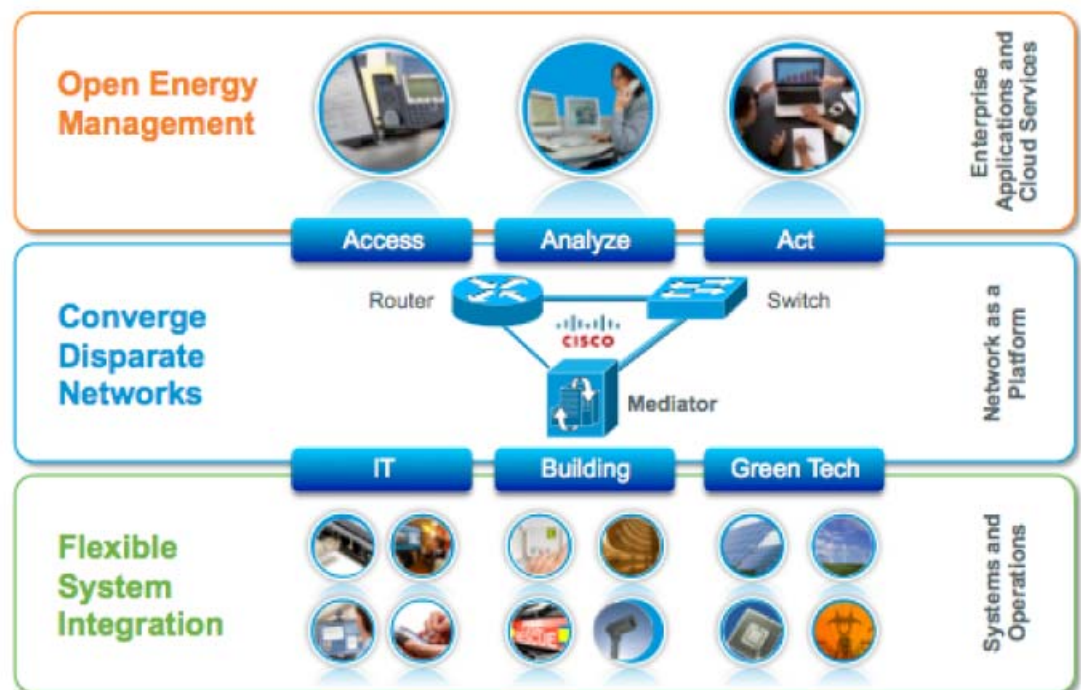 Open Energy
Management
Enterprise
Applications and
Cloud Services
Access
Analyze
Act
Router
Switch
CISCO
Converge
Disparate
Networks
Mediator
Network as a
Platform
IT
Building
Green Tech
Flexible
System
Integration
RESCUE
Systems and
Operations